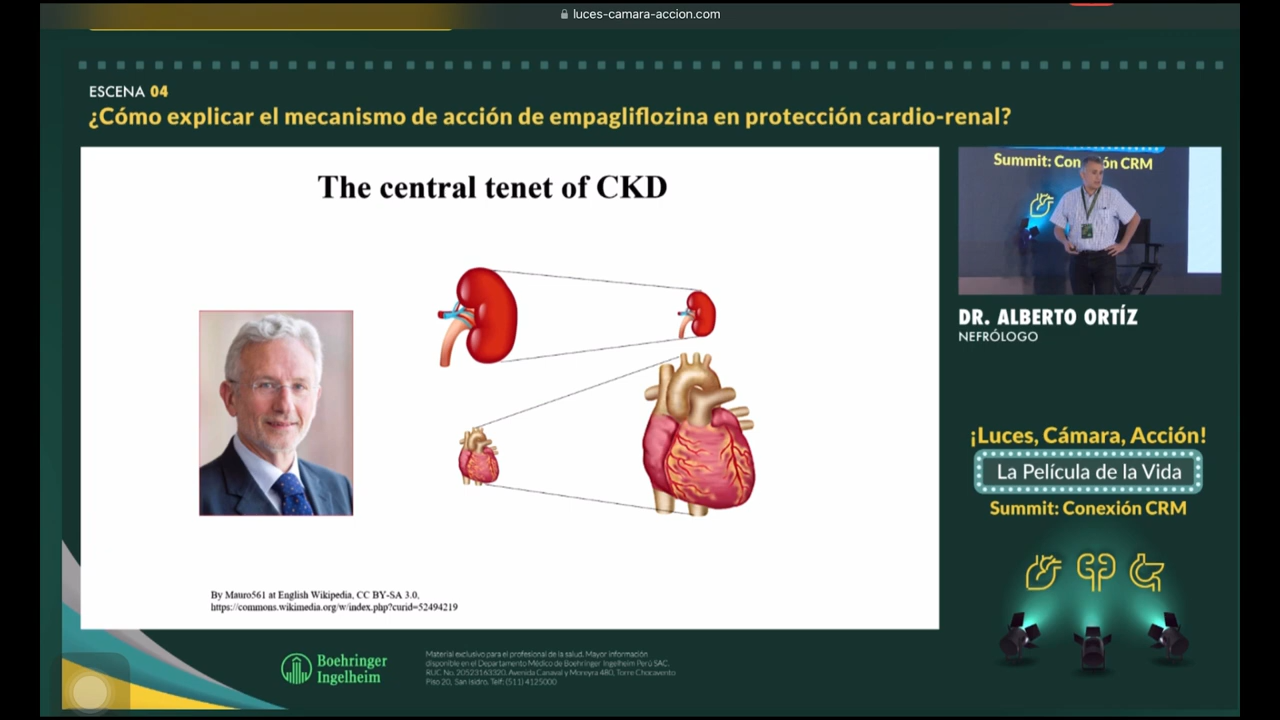 luces-camara-accion.com
ESCENA 04
¿Cómo explicar el mecanismo de acción de empagliflozina en protección cardio-renal?
The central tenet of CKD
By Mauro561 at English Wikipedia, CC BY-SA 3.0,
https://commons.wikimedia.org/w/index.php?curid=52494219
Summit: Con ón CRM
DR. ALBERTO ORTÍZ
NEFRÓLOGO
¡Luces, Cámara, Acción!
La Película de la Vida
Summit: Conexión CRM
Boehringer
Ingelheim
Material exclusivo para el profesional de la salud. Mayor información
disponible en el Departamento Médico de Boehringer Ingelheim Perú SAC.
RUC No. 20523163320. Avenida Canaval y Moreyra 480, Torre Chocavento
Piso 20, San Isidro. Telf: (511) 4125000